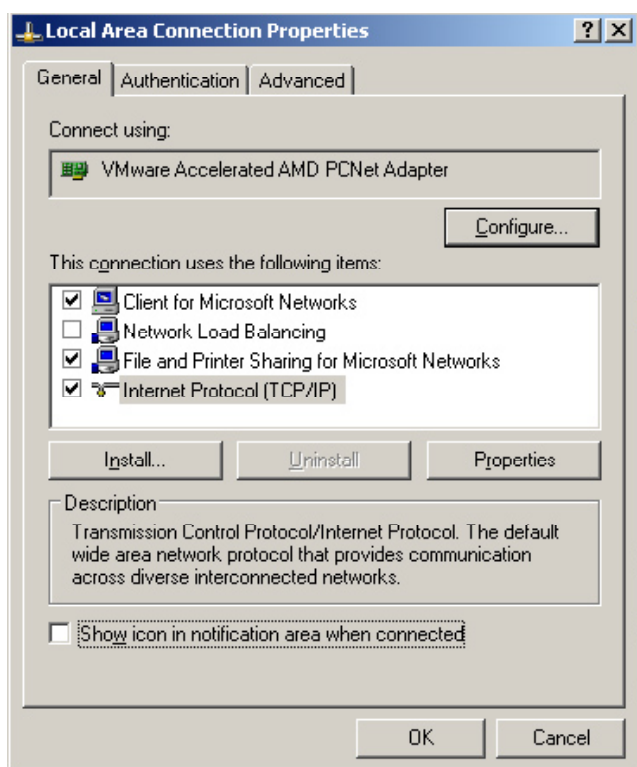 Local Area Connection Properties
General Authentication Advanced
Connect using:
VMware Accelerated AMD PCNet Adapter
Configure...
This connection uses the following items:
Client for Microsoft Networks
Network Load Balancing
File and Printer Sharing for Microsoft Networks
Internet Protocol (TCP/IP)
Install... Uninstall Properties
Description
Transmission Control Protocol/Internet Protocol. The default
wide area network protocol that provides communication
across diverse interconnected networks.
Show icon in notification area when connected
OK Cancel